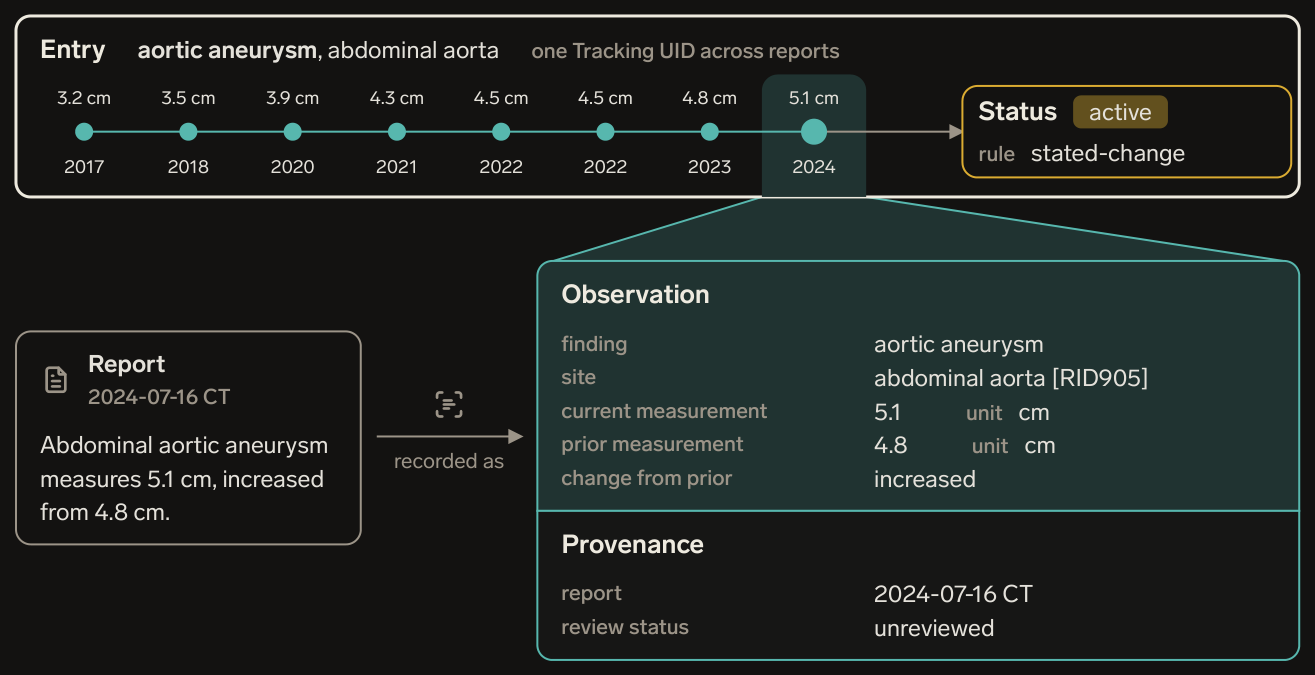 Entry aortic aneurysm, abdominal aorta one Tracking UID across reports
3.2 cm 3.5 cm 3.9 cm 4.3 cm 4.5 cm 4.5 cm 4.8 cm 5.1 cm
2017 2018 2020 2021 2022 2022 2023 2024
Status active
rule stated-change
Report
2024-07-16 CT
Abdominal aortic aneurysm
measures 5.1 cm, increased
from 4.8 cm.
recorded as
Observation
finding aortic aneurysm
site abdominal aorta [RID905]
current measurement 5.1 unit cm
prior measurement 4.8 unit cm
change from prior increased
Provenance
report 2024-07-16 CT
review status unreviewed